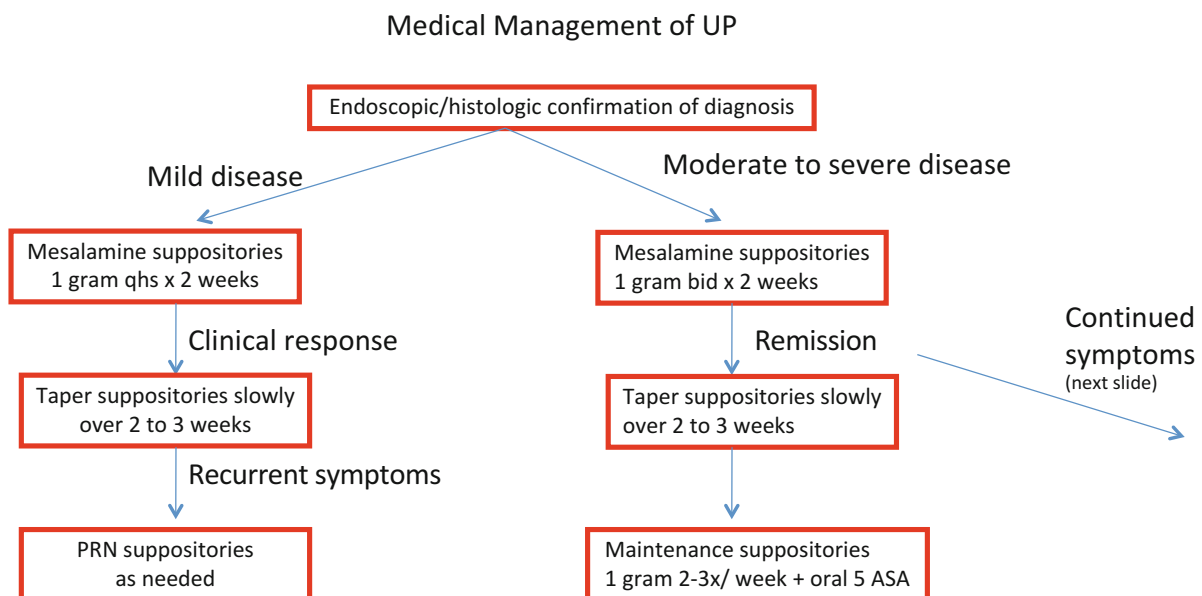 Medical Management of UP
Endoscopic/histologic confirmation of diagnosis
Mild disease
Moderate to severe disease
Mesalamine suppositories
1 gram qhs x 2 weeks
Mesalamine suppositories
1 gram bid x 2 weeks
Clinical response
Remission
Continued
symptoms
(next slide)
Taper suppositories slowly
over 2 to 3 weeks
Taper suppositories slowly
over 2 to 3 weeks
Recurrent symptoms
PRN suppositories
as needed
Maintenance suppositories
1 gram 2-3x/ week + oral 5 ASA